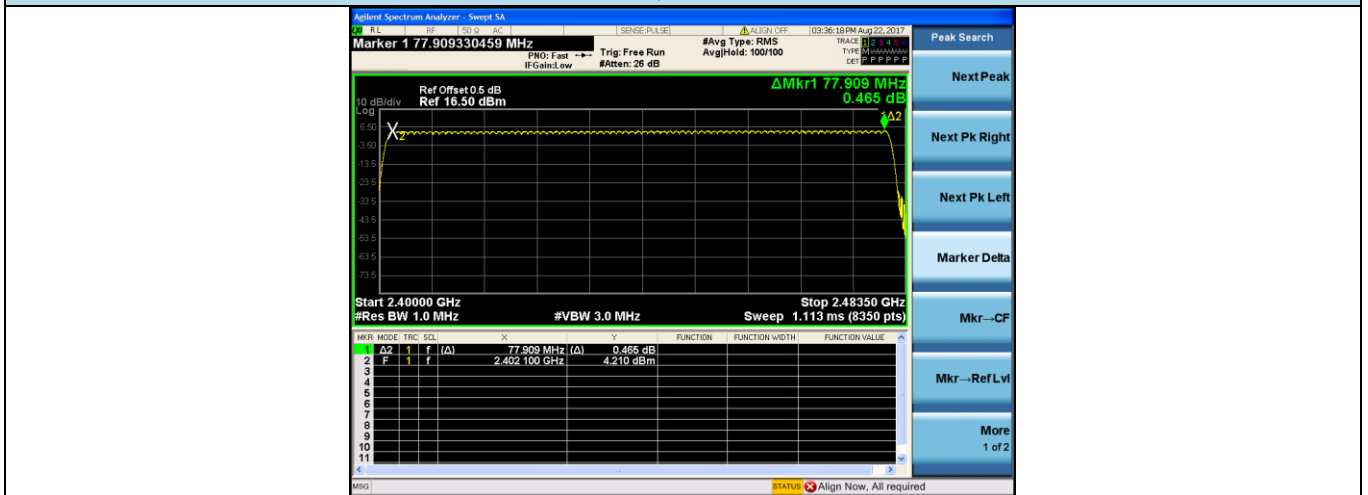 Agilent Spectrum Analyzer - Swept SA
RL RF 50 Ω AC SENSE:PULSE ALIGN OFF 03:36:18 PM Aug 22, 2017
Marker 1 77.909330459 MHz
PNO: Fast
IFGain:Low
Trig: Free Run
#Atten: 26 dB
#Avg Type: RMS
Avg|Hold: 100/100
TRACE 1 2 3 4 5 6
TYPE M
DET P P P P P P
Peak Search
Next Peak
Next Pk Right
Next Pk Left
Marker Delta
Mkr→CF
Mkr→Ref Lvl
More
1 of 2
ΔMkr1 77.909 MHz
0.465 dB
Ref Offset 0.5 dB
10 dB/div Ref 16.50 dBm
Log
1Δ2
6.50
X2
-3.50
-13.5
-23.5
-33.5
-43.5
-53.5
-63.5
-73.5
Start 2.40000 GHz Stop 2.48350 GHz
#Res BW 1.0 MHz #VBW 3.0 MHz Sweep 1.113 ms (8350 pts)
MKR MODE TRC SCL X Y FUNCTION FUNCTION WIDTH FUNCTION VALUE
1 Δ2 1 f (Δ) 77.909 MHz (Δ) 0.465 dB
2 F 1 f 2.402 100 GHz 4.210 dBm
3
4
5
6
7
8
9
10
11
MSG STATUS Align Now, All required